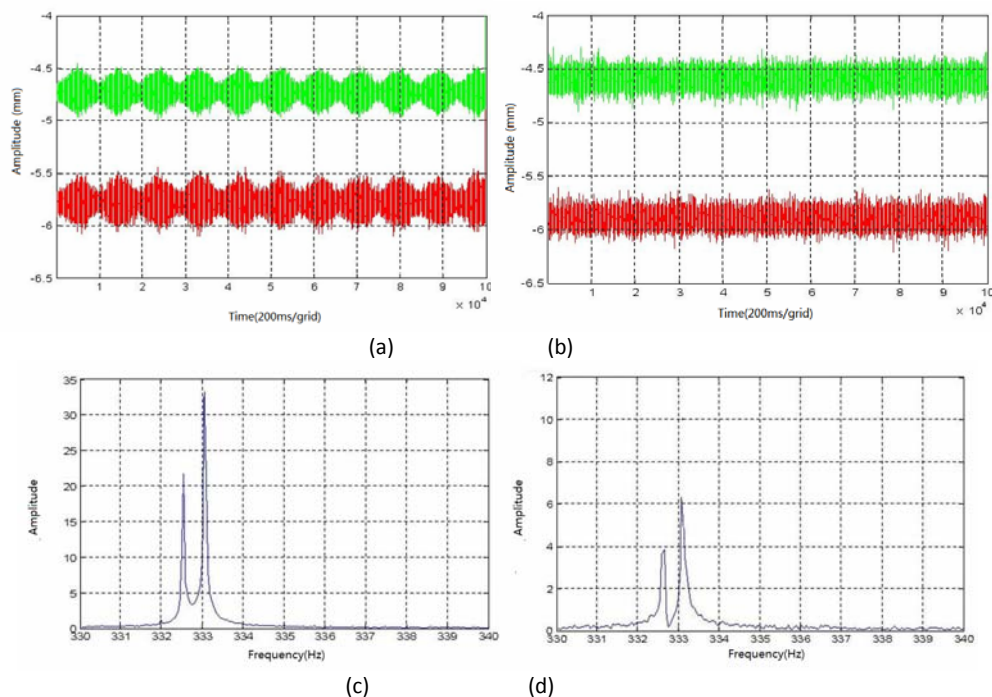 -4
-4.5
-5
-5.5
-6
-6.5
Amplitude (mm)
1 2 3 4 5 6 7 8 9 10
× 10⁴
Time(200ms/grid)
(a)
-4
-4.5
-5
-5.5
-6
-6.5
Amplitude (mm)
1 2 3 4 5 6 7 8 9 10
× 10⁴
Time(200ms/grid)
(b)
35
30
25
20
15
10
5
0
Amplitude
330 331 332 333 334 335 336 337 338 339 340
Frequency(Hz)
(c)
12
10
8
6
4
2
0
Amplitude
330 331 332 333 334 335 336 337 338 339 340
Frequency(Hz)
(d)